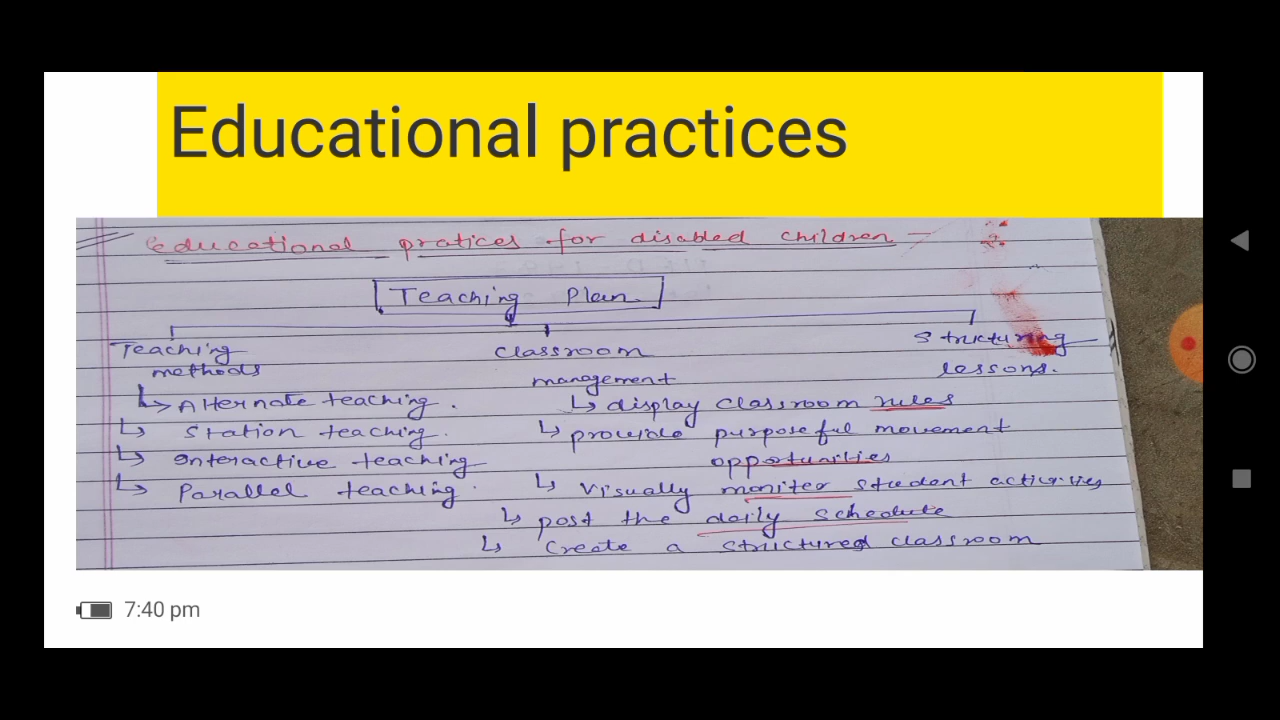 Educational practices
Educational pratices for disabled children
Teaching Plan
Teaching methods
Alternate teaching.
Station teaching.
Interactive teaching
Parallel teaching.
Classroom management
display classroom rules
provide purposeful movement
opportunities
Visually moniter student activities
post the daily schedule
Create a structured classroom
Structuring
lessons.
7:40 pm